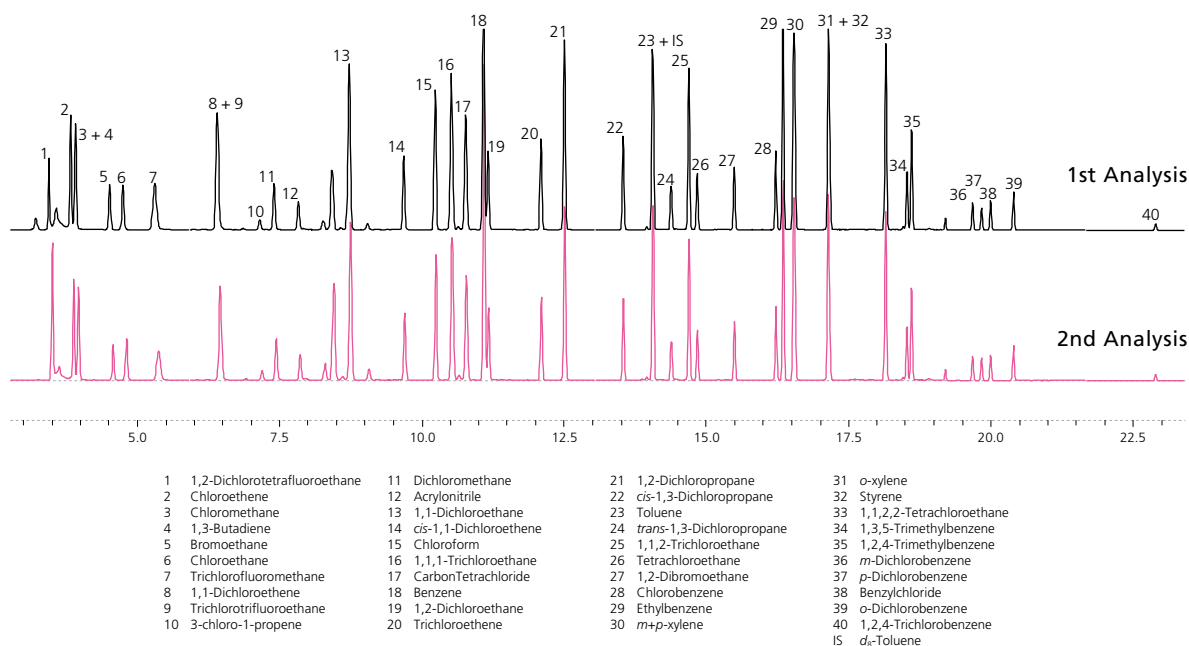 18
29
30
31 + 32
21
23 + IS
33
13
16
25
15
8 + 9
2
17
3 + 4
35
20
22
1
28
14
19
26
27
34
5
6
7
11
24
37
1st Analysis
12
36
38
39
10
40
2nd Analysis
5.0
7.5
10.0
12.5
15.0
17.5
20.0
22.5
1 1,2-Dichlorotetrafluoroethane
2 Chloroethene
3 Chloromethane
4 1,3-Butadiene
5 Bromoethane
6 Chloroethane
7 Trichlorofluoromethane
8 1,1-Dichloroethene
9 Trichlorotrifluoroethane
10 3-chloro-1-propene
11 Dichloromethane
12 Acrylonitrile
13 1,1-Dichloroethane
14 cis-1,1-Dichloroethene
15 Chloroform
16 1,1,1-Trichloroethane
17 CarbonTetrachloride
18 Benzene
19 1,2-Dichloroethane
20 Trichloroethene
21 1,2-Dichloropropane
22 cis-1,3-Dichloropropane
23 Toluene
24 trans-1,3-Dichloropropane
25 1,1,2-Trichloroethane
26 Tetrachloroethane
27 1,2-Dibromoethane
28 Chlorobenzene
29 Ethylbenzene
30 m+p-xylene
31 o-xylene
32 Styrene
33 1,1,2,2-Tetrachloroethane
34 1,3,5-Trimethylbenzene
35 1,2,4-Trimethylbenzene
36 m-Dichlorobenzene
37 p-Dichlorobenzene
38 Benzylchloride
39 o-Dichlorobenzene
40 1,2,4-Trichlorobenzene
IS d₈-Toluene